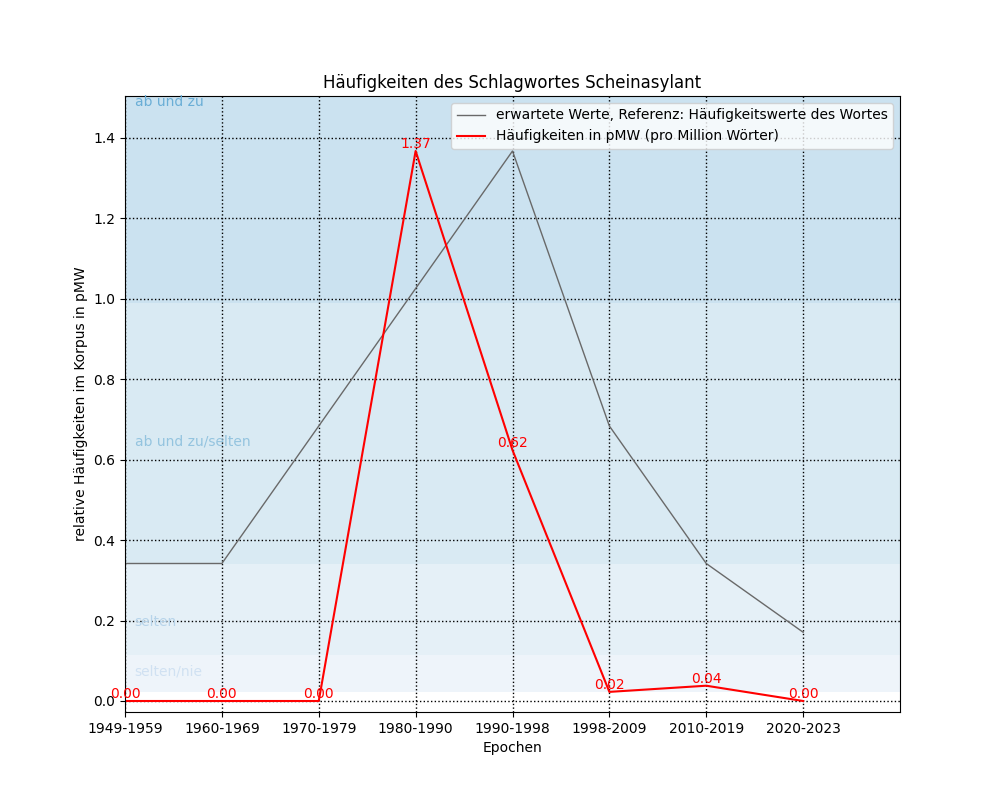 Häufigkeiten des Schlagwortes Scheinasylant
ab und zu
erwartete Werte, Referenz: Häufigkeitswerte des Wortes
Häufigkeiten in pMW (pro Million Wörter)
1.4
1.37
1.2
1.0
0.8
ab und zu/selten
0.62
0.6
0.4
0.2
selten
selten/nie
0.0
0.00
0.00
0.00
0.02
0.04
0.00
relative Häufigkeiten im Korpus in pMW
1949-1959 1960-1969 1970-1979 1980-1990 1990-1998 1998-2009 2010-2019 2020-2023
Epochen